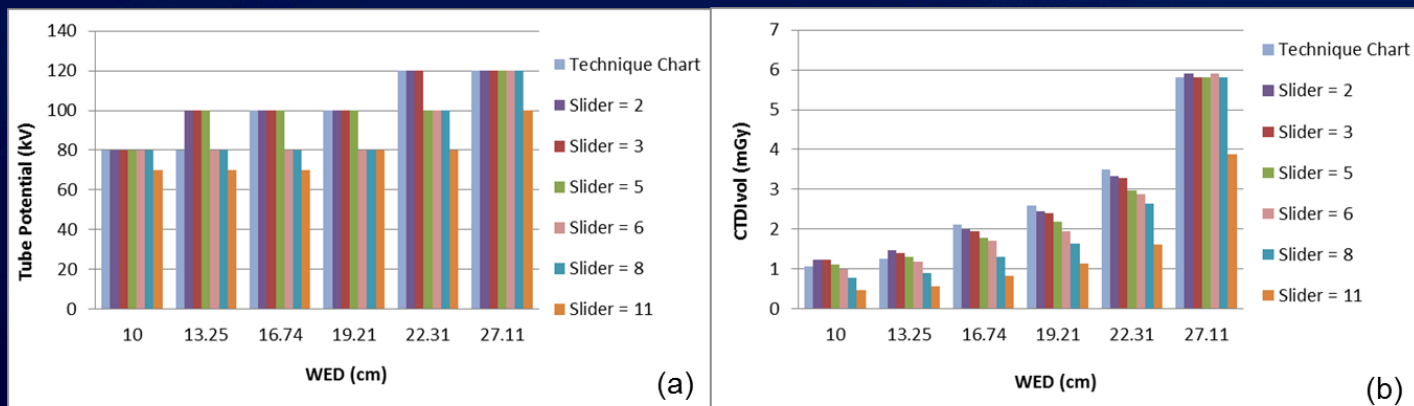 140
120
100
80
60
40
20
0
Tube Potential (kV)
10 13.25 16.74 19.21 22.31 27.11
WED (cm)
Technique Chart
Slider = 2
Slider = 3
Slider = 5
Slider = 6
Slider = 8
Slider = 11
(a)
7
6
5
4
3
2
1
0
CTDIvol (mGy)
10 13.25 16.74 19.21 22.31 27.11
WED (cm)
Technique Chart
Slider = 2
Slider = 3
Slider = 5
Slider = 6
Slider = 8
Slider = 11
(b)